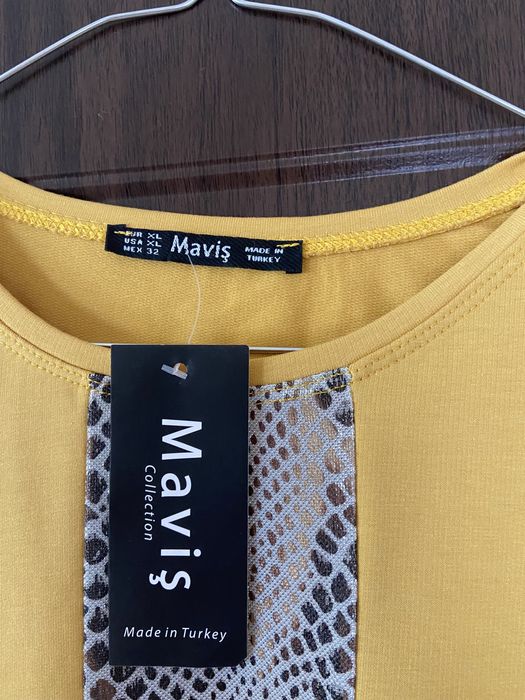 EUR XL
USA XL
MEX 32
Maviş
MADE IN
TURKEY
Maviş
Collection
Made in Turkey